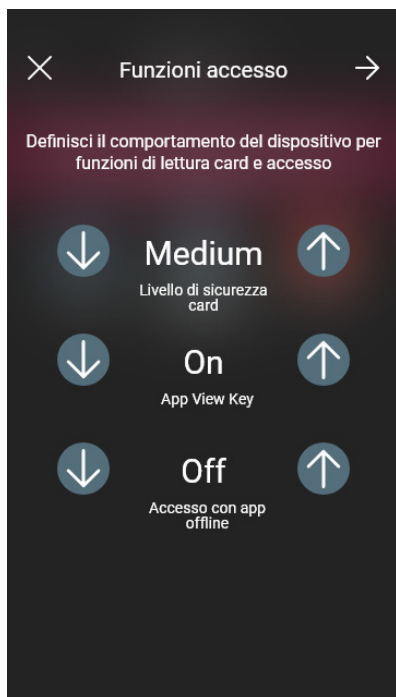 Funzioni accesso
Definisci il comportamento del dispositivo per
funzioni di lettura card e accesso
Medium
Livello di sicurezza
card
On
App View Key
Off
Accesso con app
offline